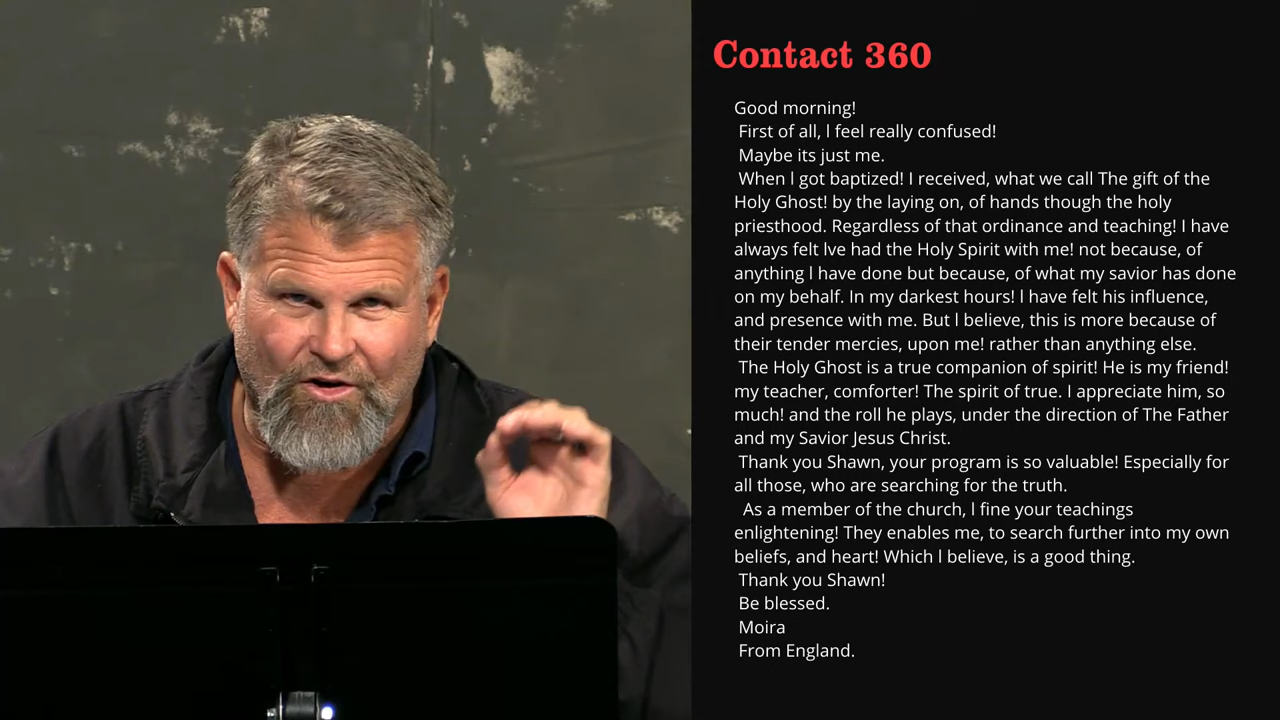 Contact 360
Good morning!
First of all, I feel really confused!
Maybe its just me.
When I got baptized! I received, what we call The gift of the
Holy Ghost! by the laying on, of hands though the holy
priesthood. Regardless of that ordinance and teaching! I have
always felt Ive had the Holy Spirit with me! not because, of
anything I have done but because, of what my savior has done
on my behalf. In my darkest hours! I have felt his influence,
and presence with me. But I believe, this is more because of
their tender mercies, upon me! rather than anything else.
The Holy Ghost is a true companion of spirit! He is my friend!
my teacher, comforter! The spirit of true. I appreciate him, so
much! and the roll he plays, under the direction of The Father
and my Savior Jesus Christ.
Thank you Shawn, your program is so valuable! Especially for
all those, who are searching for the truth.
As a member of the church, I fine your teachings
enlightening! They enables me, to search further into my own
beliefs, and heart! Which I believe, is a good thing.
Thank you Shawn!
Be blessed.
Moira
From England.